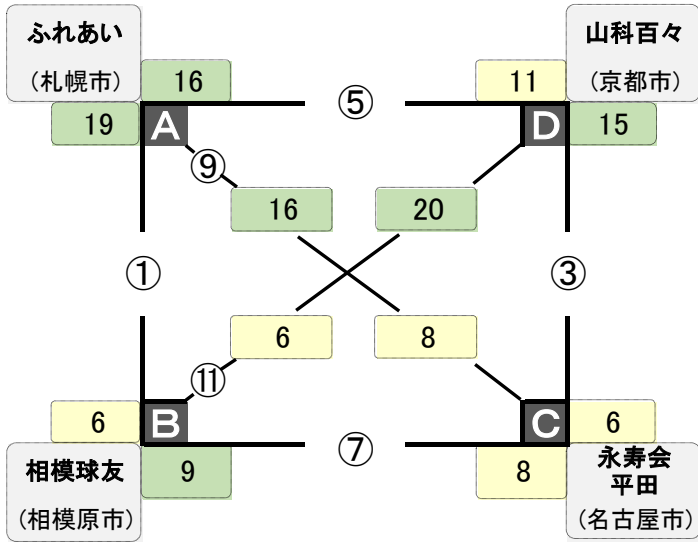 ふれあい
(札幌市)
山科百々
(京都市)
16
11
19
A
⑤
D
15
⑨
16
20
①
③
6
8
⑪
6
B
⑦
C
6
相模球友
(相模原市)
9
8
永寿会
平田
(名古屋市)